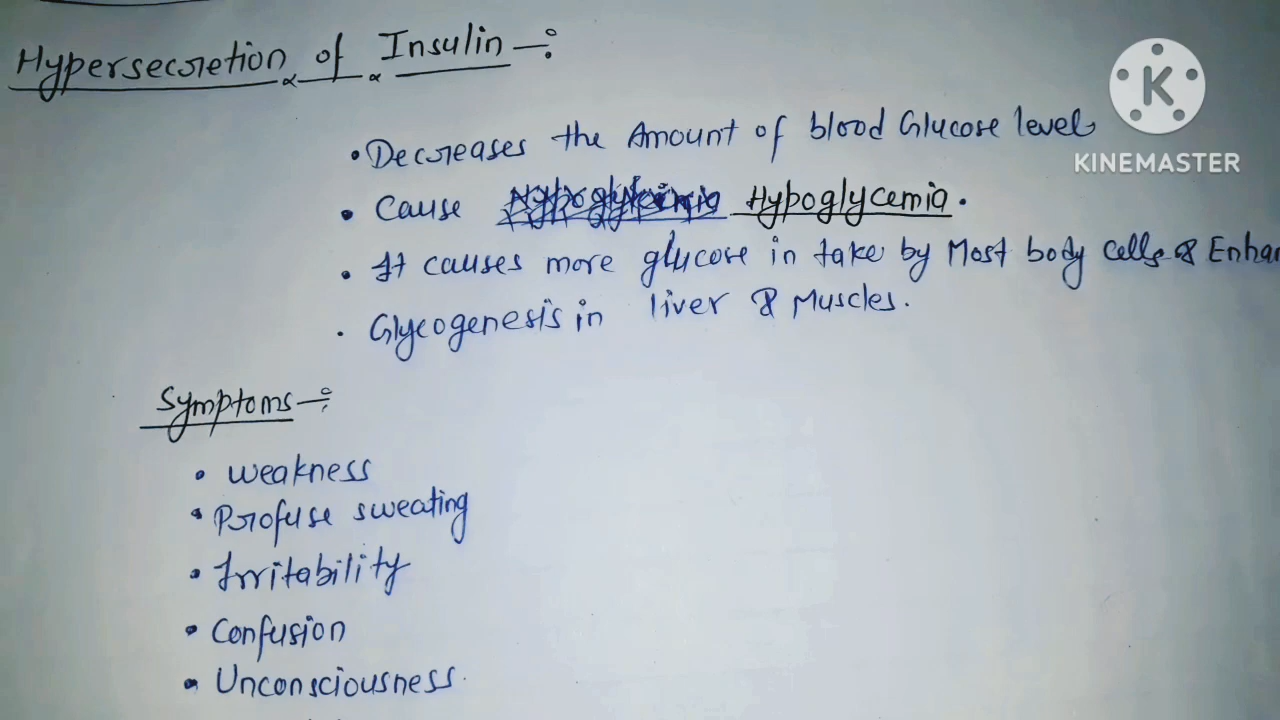 Hypersecretion of Insulin :
• Decreases the Amount of blood Glucose level
K
KINEMASTER
• Cause Hypoglycemia.
• It causes more glucose in take by Most body cells & Enhan
• Glycogenesis in liver & Muscles.
Symptoms :
• weakness
• Profuse sweating
• Irritability
• Confusion
• Unconsciousness.